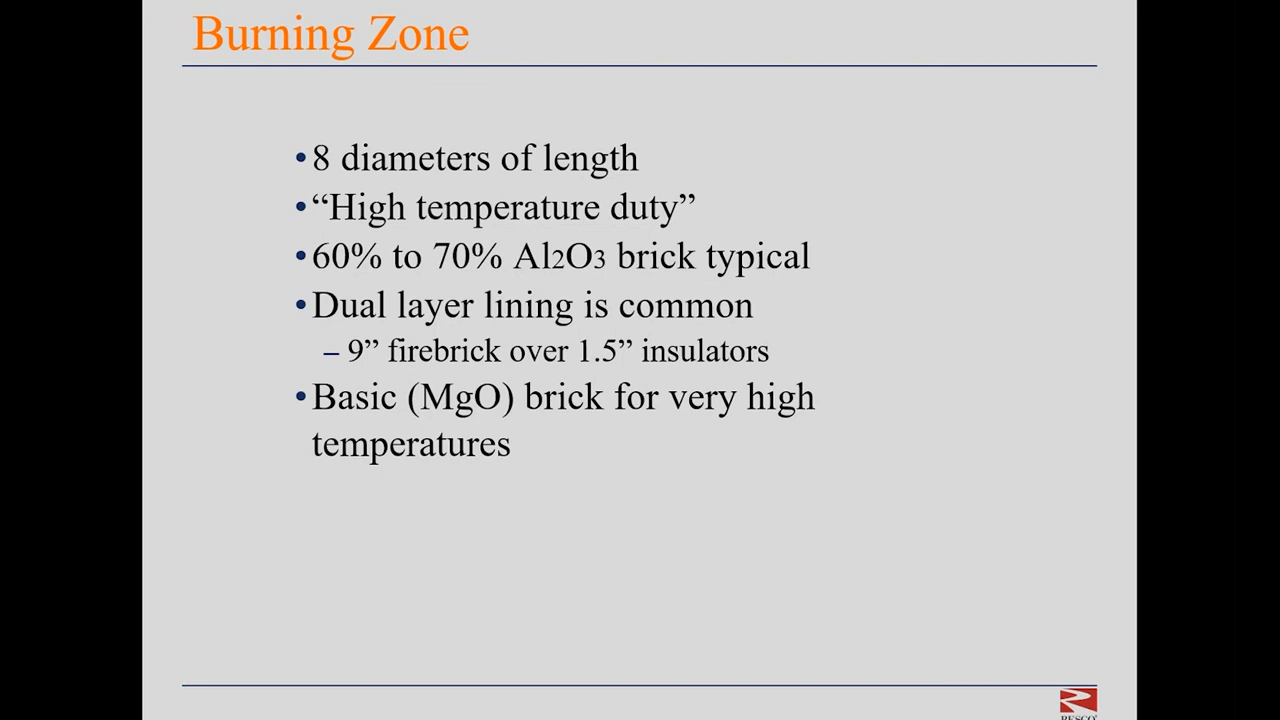 Burning Zone
•8 diameters of length
•“High temperature duty”
•60% to 70% Al2O3 brick typical
•Dual layer lining is common
– 9” firebrick over 1.5” insulators
•Basic (MgO) brick for very high
temperatures
RESCO